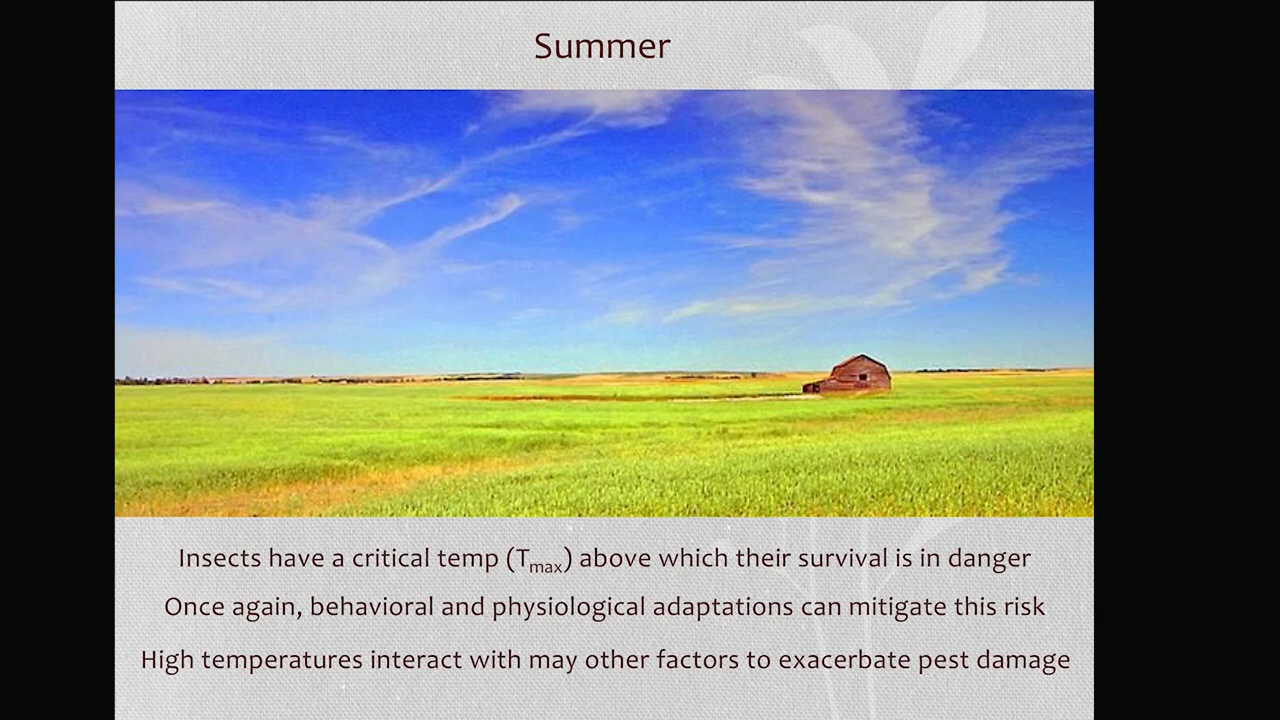 Summer
Insects have a critical temp (Tmax) above which their survival is in danger
Once again, behavioral and physiological adaptations can mitigate this risk
High temperatures interact with may other factors to exacerbate pest damage